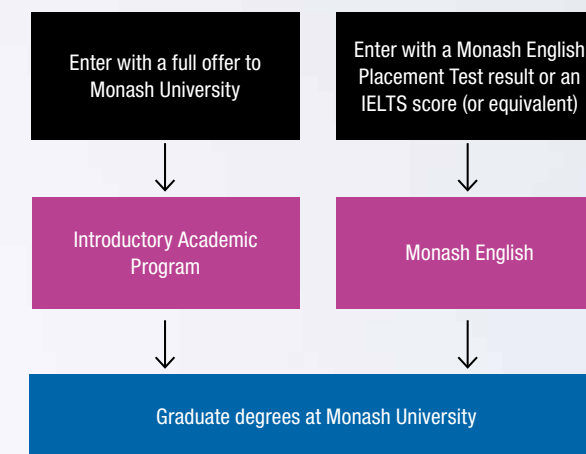 Enter with a full offer to
Monash University
Enter with a Monash English
Placement Test result or an
IELTS score (or equivalent)
Introductory Academic
Program
Monash English
Graduate degrees at Monash University